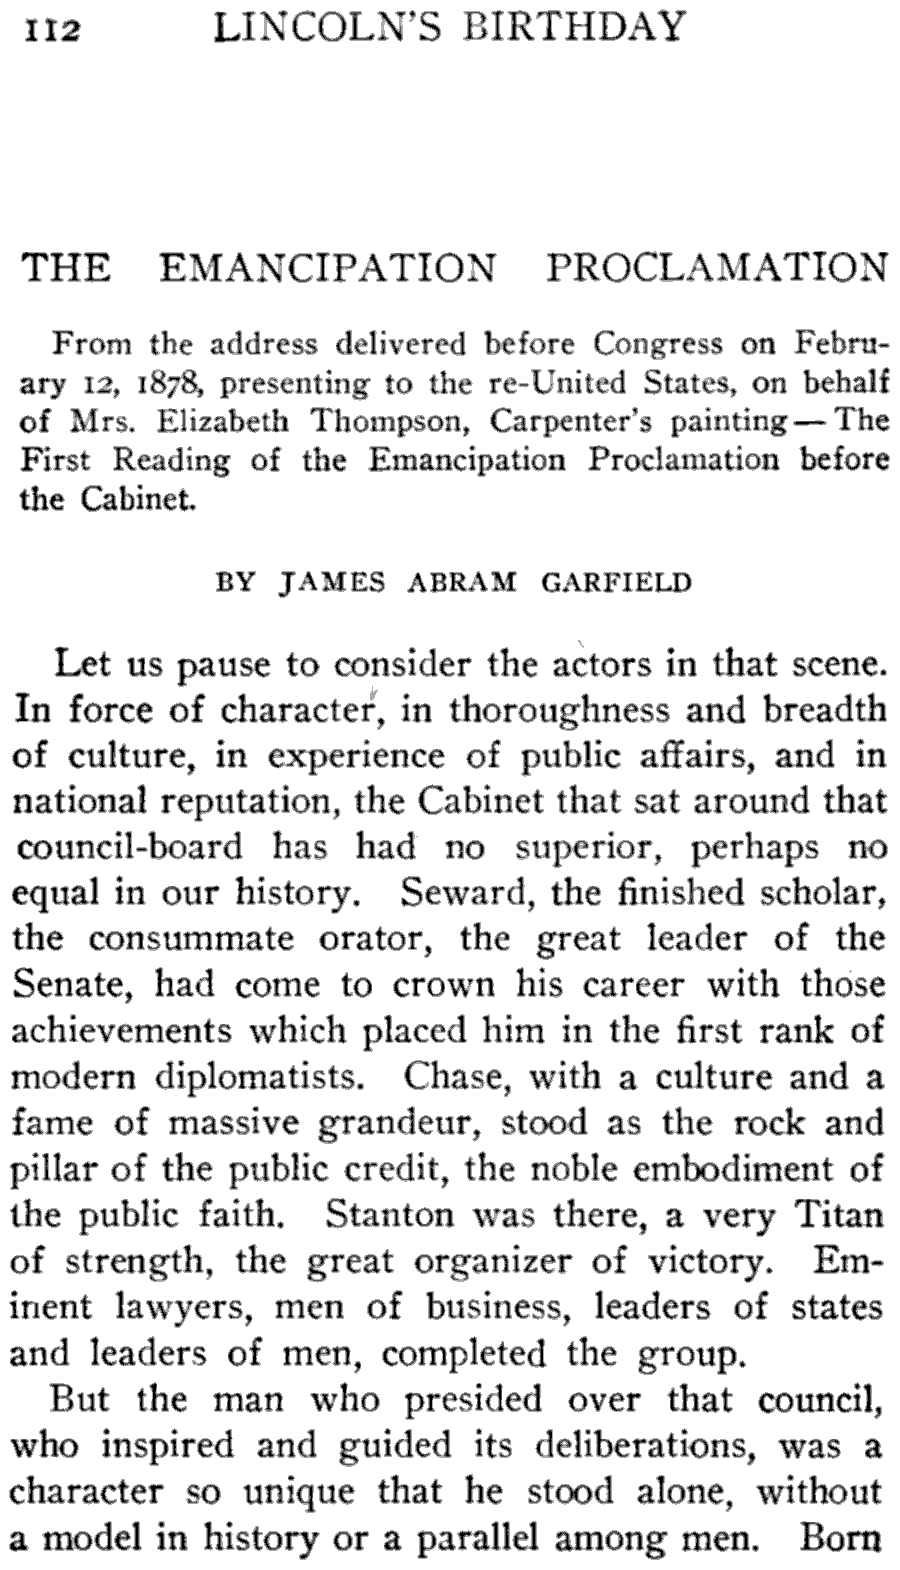 112 LINCOLN'S BIRTHDAY
THE EMANCIPATION PROCLAMATION
From the address delivered before Congress on Febru-
ary 12, 1878, presenting to the re-United States, on behalf
of Mrs. Elizabeth Thompson, Carpenter's painting — The
First Reading of the Emancipation Proclamation before
the Cabinet.
BY JAMES ABRAM GARFIELD
Let us pause to consider the actors in that scene.
In force of character, in thoroughness and breadth
of culture, in experience of public affairs, and in
national reputation, the Cabinet that sat around that
council-board has had no superior, perhaps no
equal in our history. Seward, the finished scholar,
the consummate orator, the great leader of the
Senate, had come to crown his career with those
achievements which placed him in the first rank of
modern diplomatists. Chase, with a culture and a
fame of massive grandeur, stood as the rock and
pillar of the public credit, the noble embodiment of
the public faith. Stanton was there, a very Titan
of strength, the great organizer of victory. Em-
inent lawyers, men of business, leaders of states
and leaders of men, completed the group.
But the man who presided over that council,
who inspired and guided its deliberations, was a
character so unique that he stood alone, without
a model in history or a parallel among men. Born